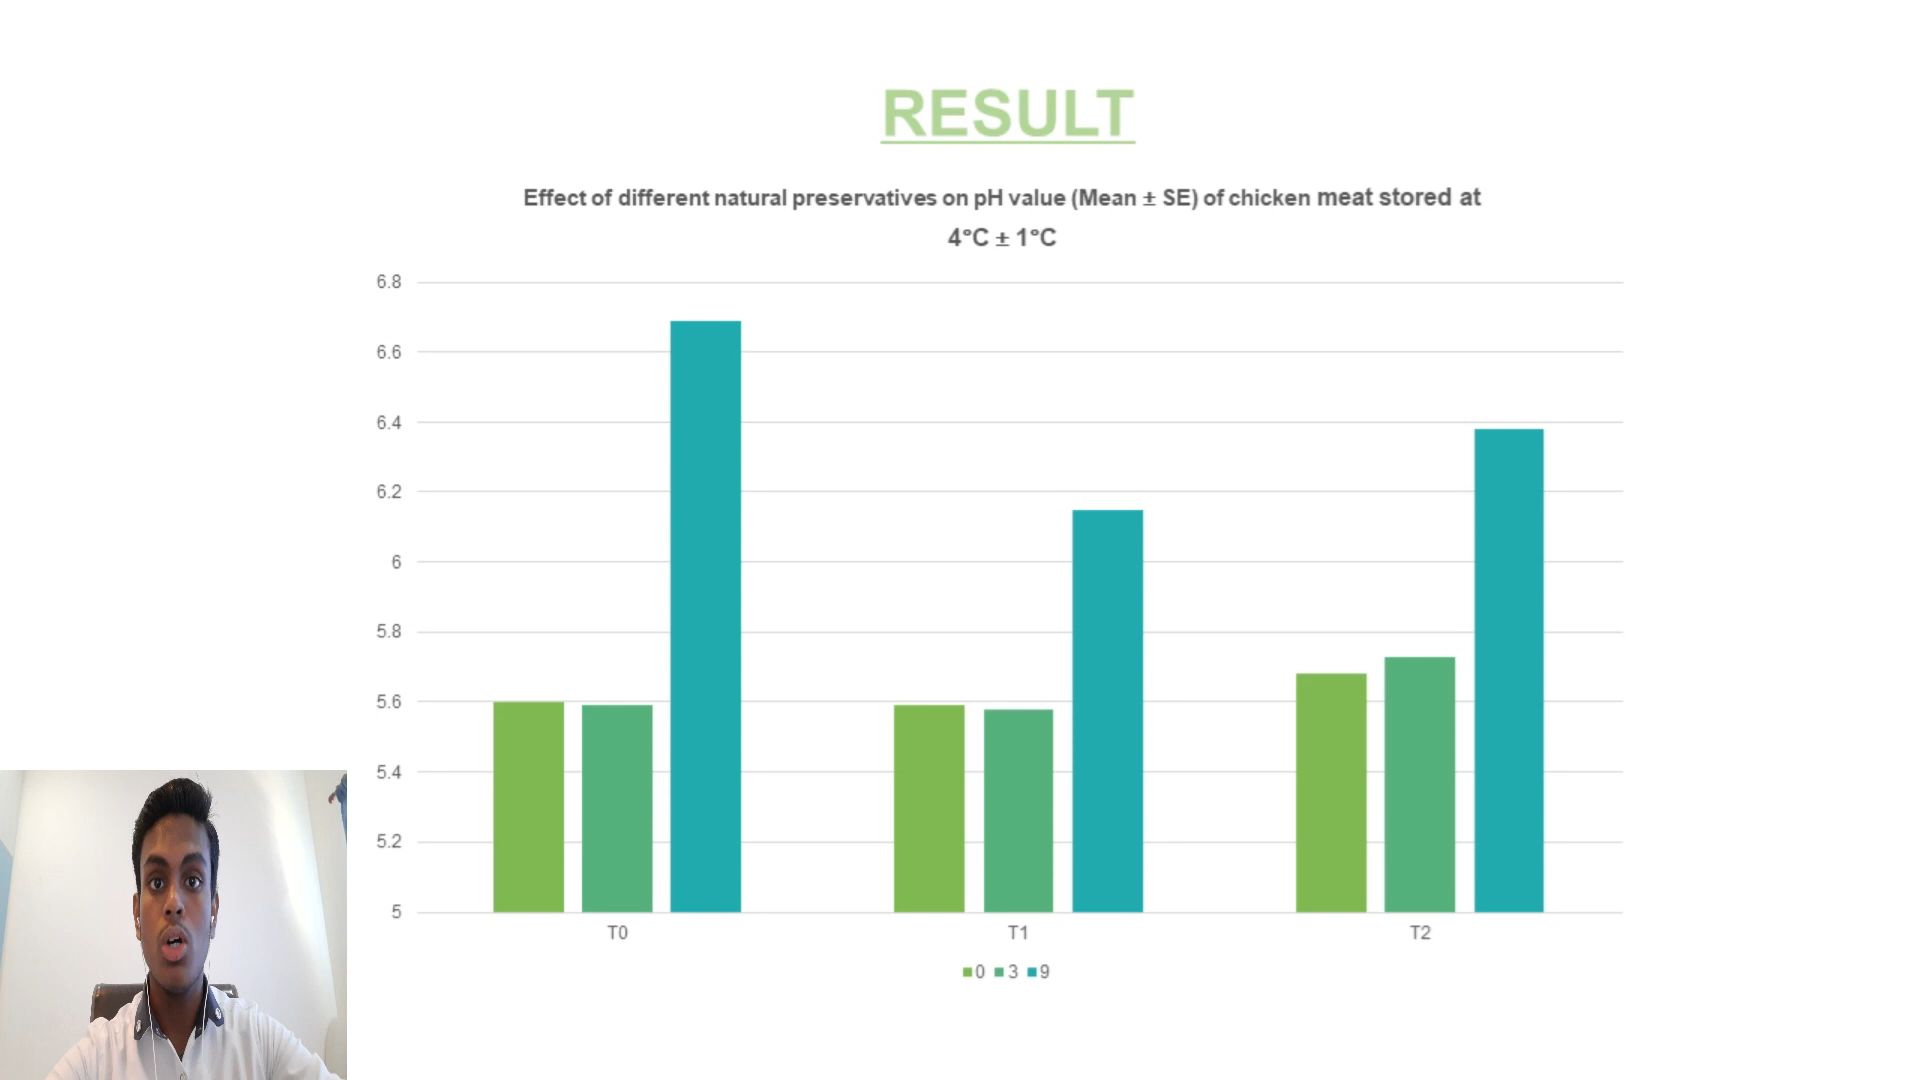 RESULT
Effect of different natural preservatives on pH value (Mean ± SE) of chicken meat stored at
4°C ± 1°C
6.8
6.6
6.4
6.2
6
5.8
5.6
5.4
5.2
5
T0 T1 T2
0 3 9